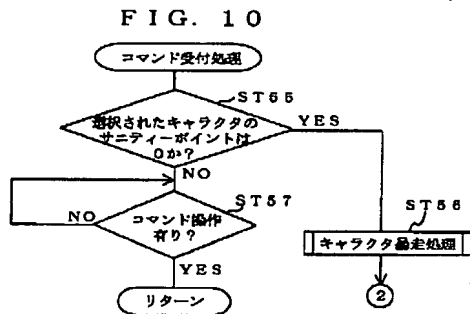 FIG. 10
コマンド受付処理
ST55
選択されたキャラクタの
サニティーポイントは
0か?
YES
NO
ST57
コマンド操作
有り?
NO
YES
リターン
ST56
キャラクタ暴走処理
2